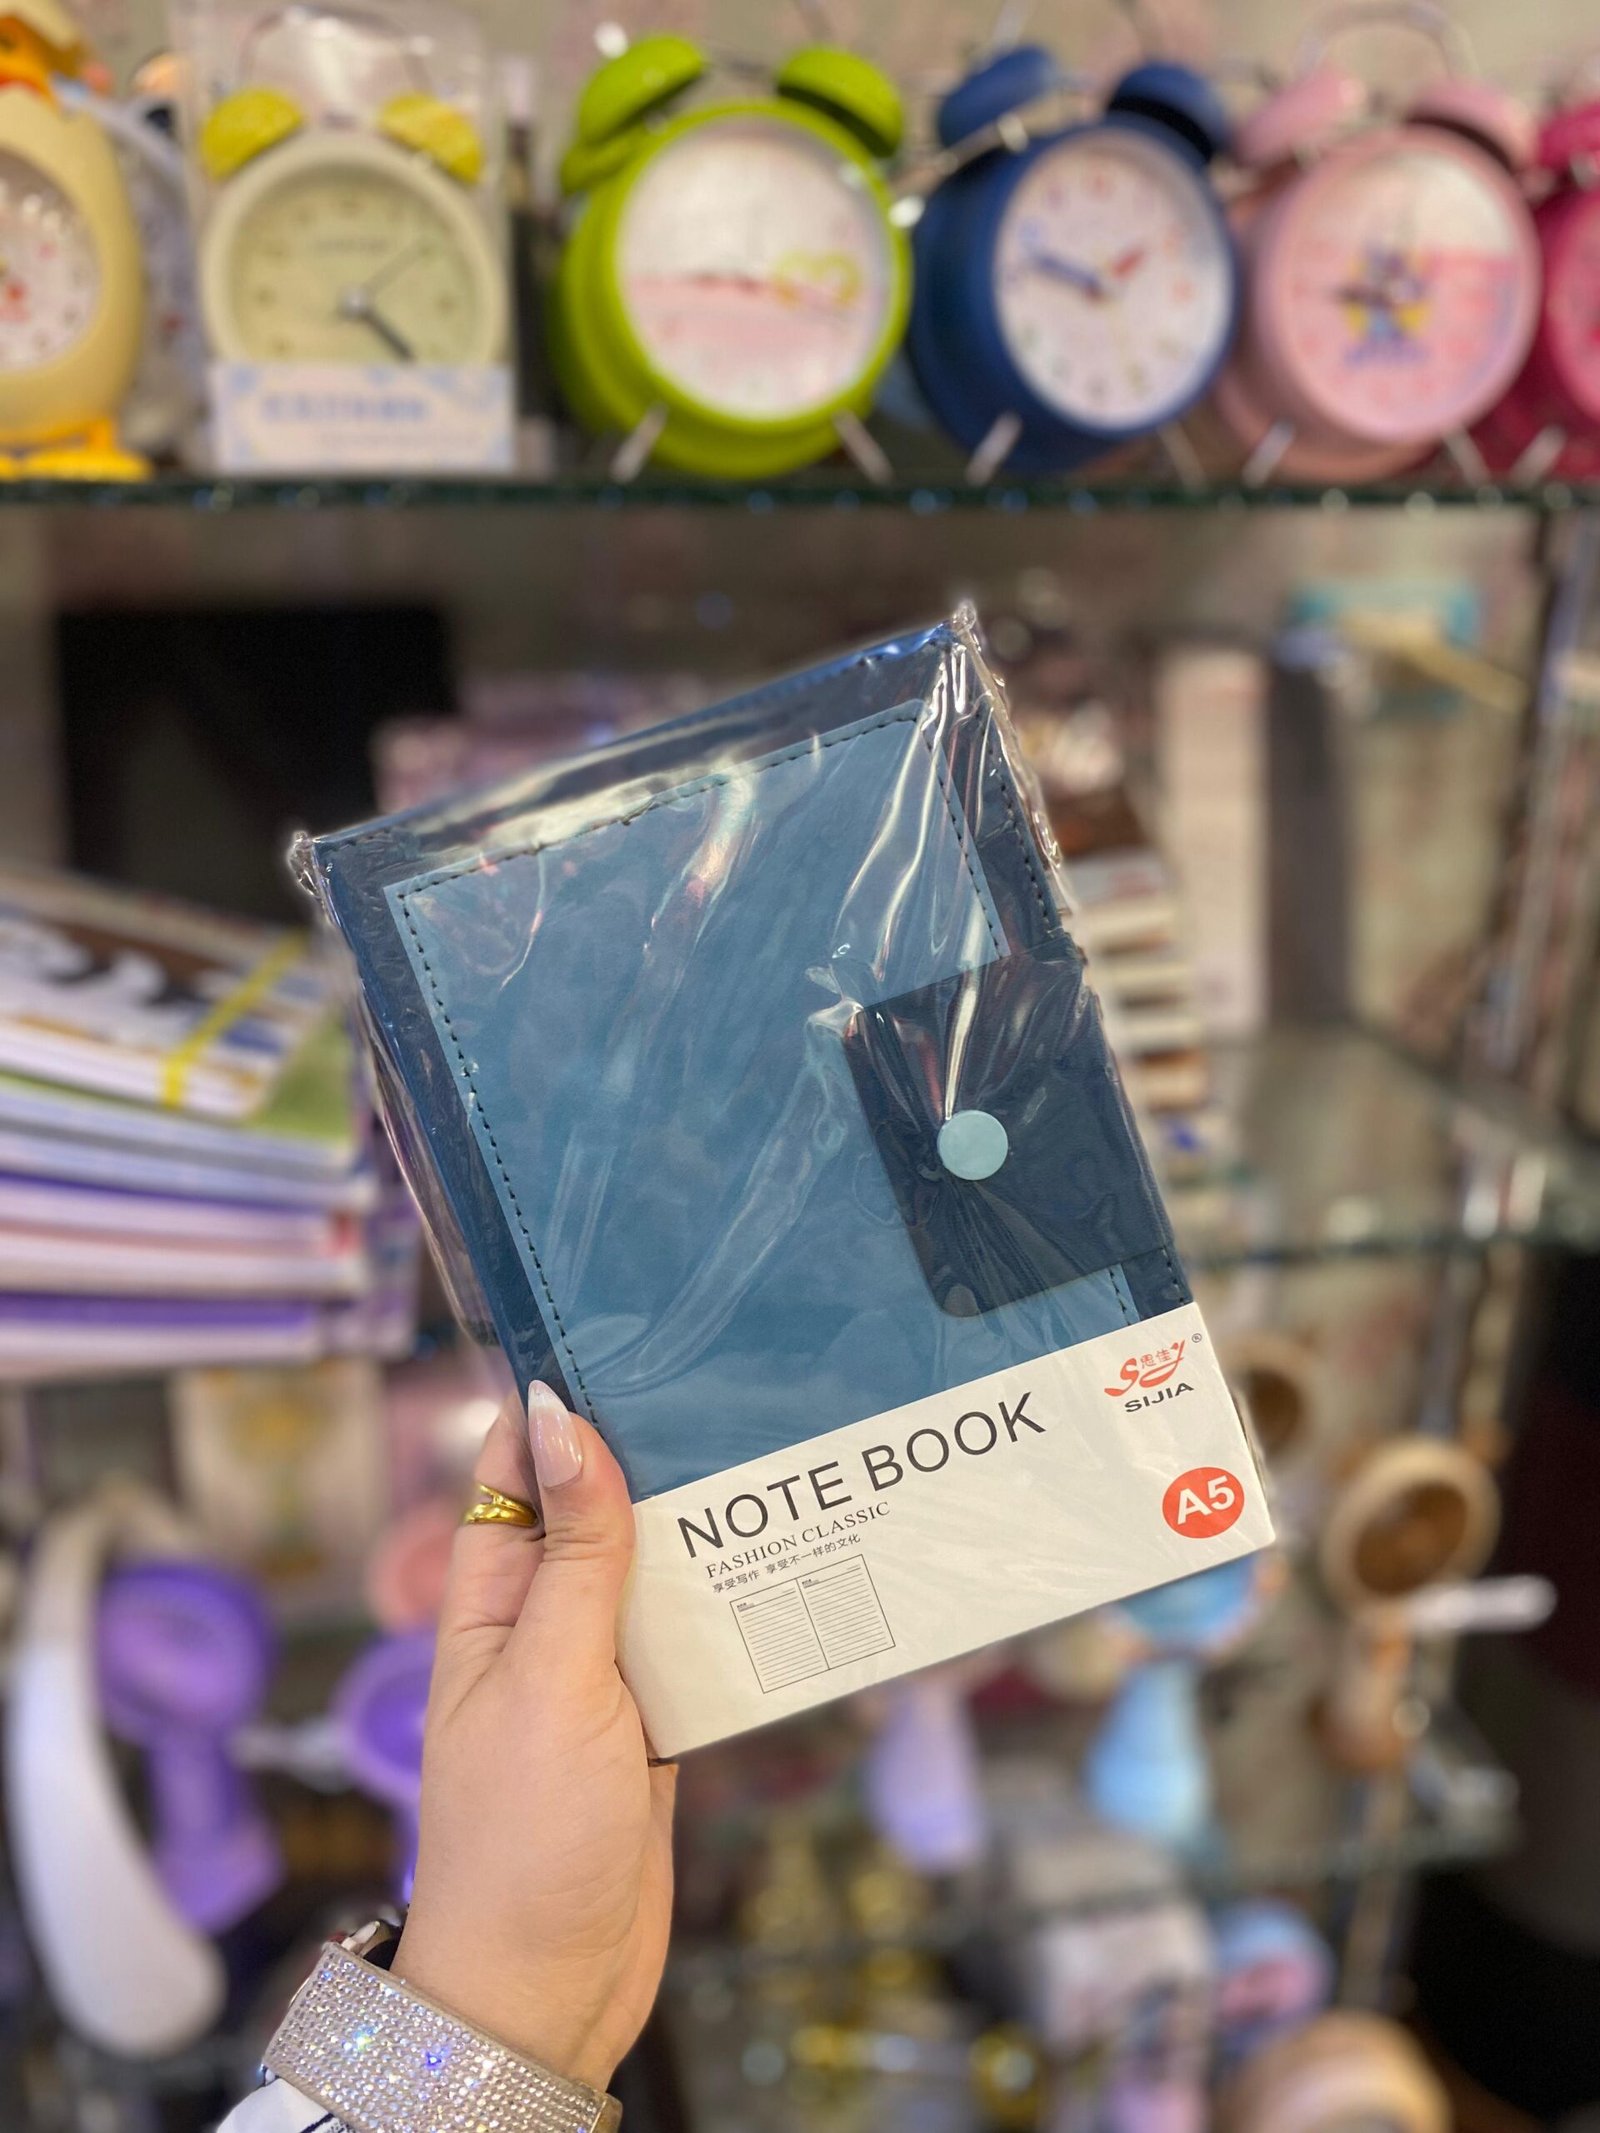 思佳
SY®
SIJIA
NOTE BOOK
A5
FASHION CLASSIC
享受写作 享受不一样的文化